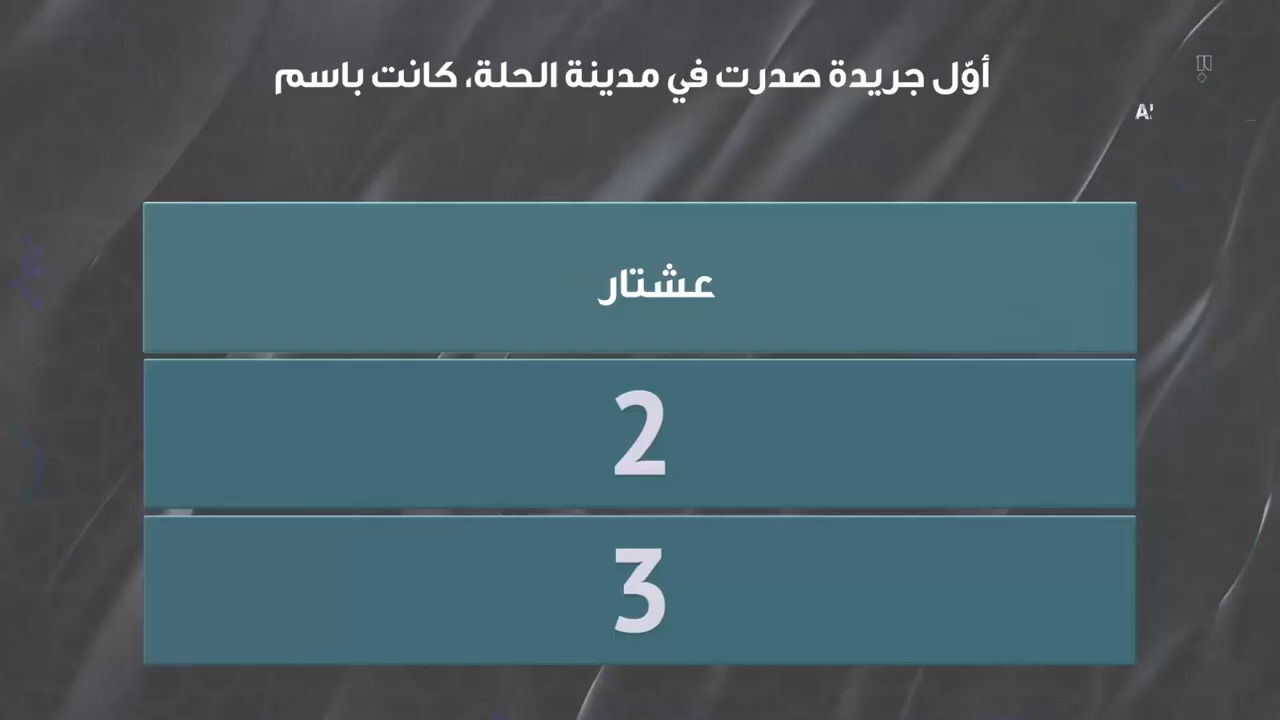 أوّل جريدة صدرت في مدينة الحلة، كانت باسم
عشتار
2
3